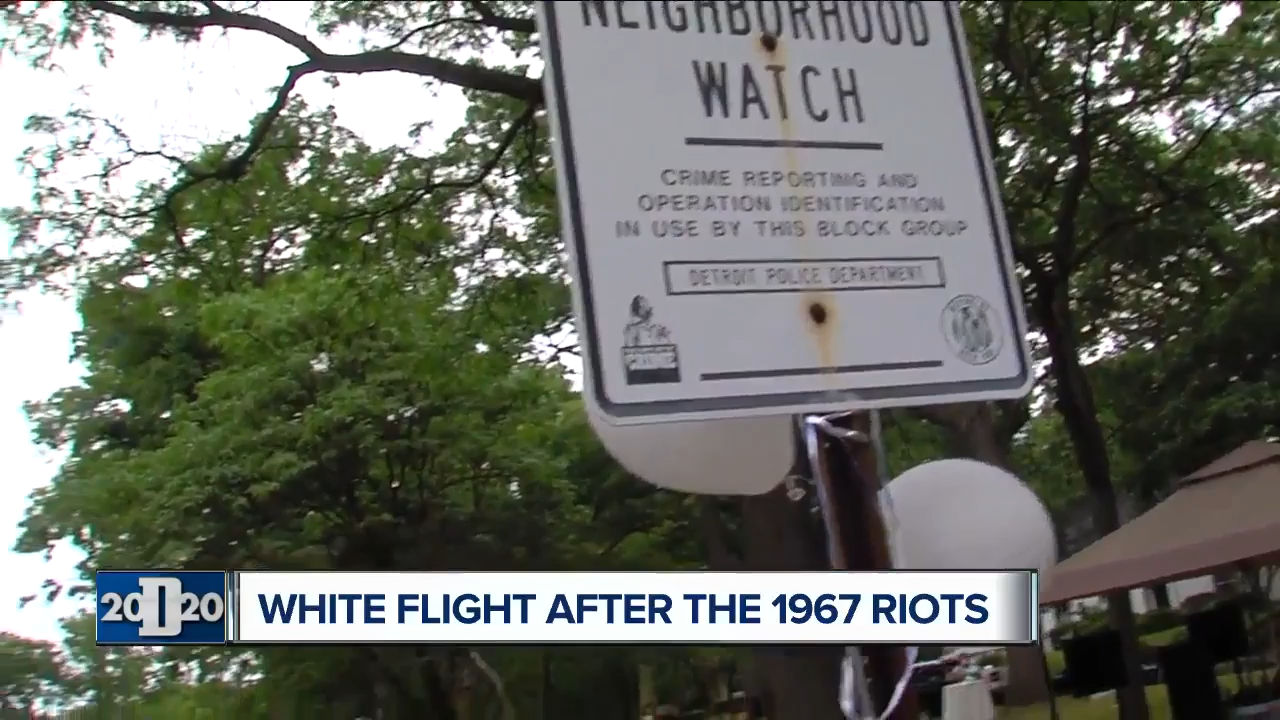 NEIGHBORHOOD
WATCH
CRIME REPORTING AND
OPERATION IDENTIFICATION
IN USE BY THIS BLOCK GROUP
DETROIT POLICE DEPARTMENT
20D20
WHITE FLIGHT AFTER THE 1967 RIOTS